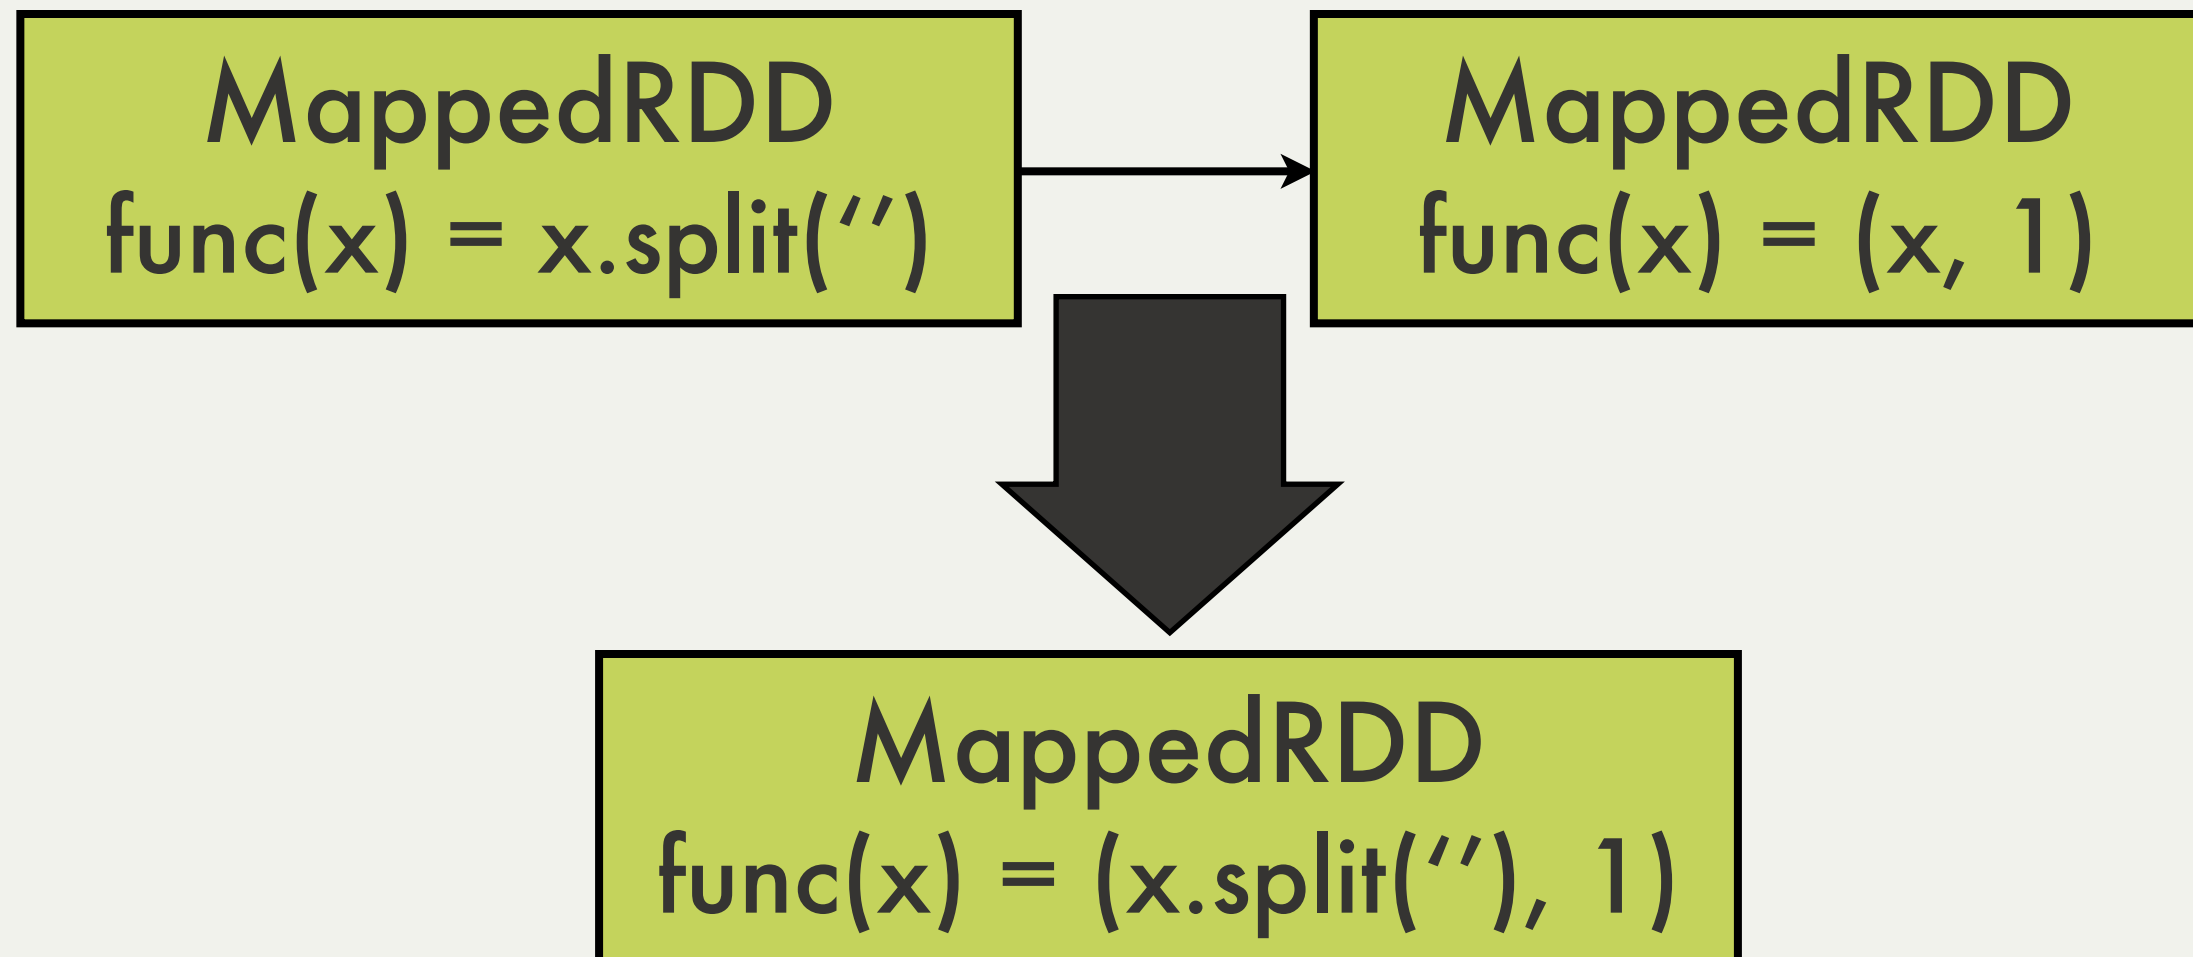 MappedRDD
func(x) = x.split(‘’)
MappedRDD
func(x) = (x, 1)
MappedRDD
func(x) = (x.split(‘’), 1)